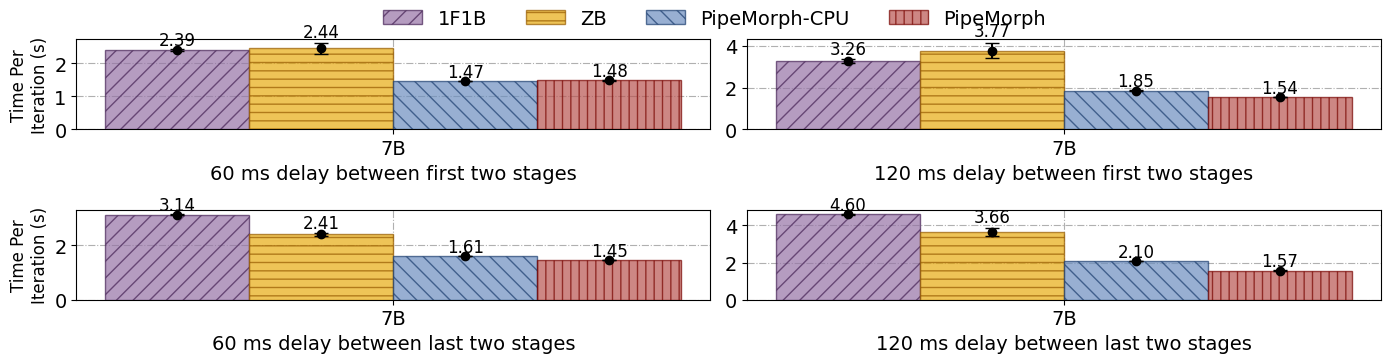 1F1B ZB PipeMorph-CPU PipeMorph
Time Per
Iteration (s)
2
1
0
2.39
2.44
1.47
1.48
7B
60 ms delay between first two stages
4
2
0
3.26
3.77
1.85
1.54
7B
120 ms delay between first two stages
Time Per
Iteration (s)
2
0
3.14
2.41
1.61
1.45
7B
60 ms delay between last two stages
4
2
0
4.60
3.66
2.10
1.57
7B
120 ms delay between last two stages